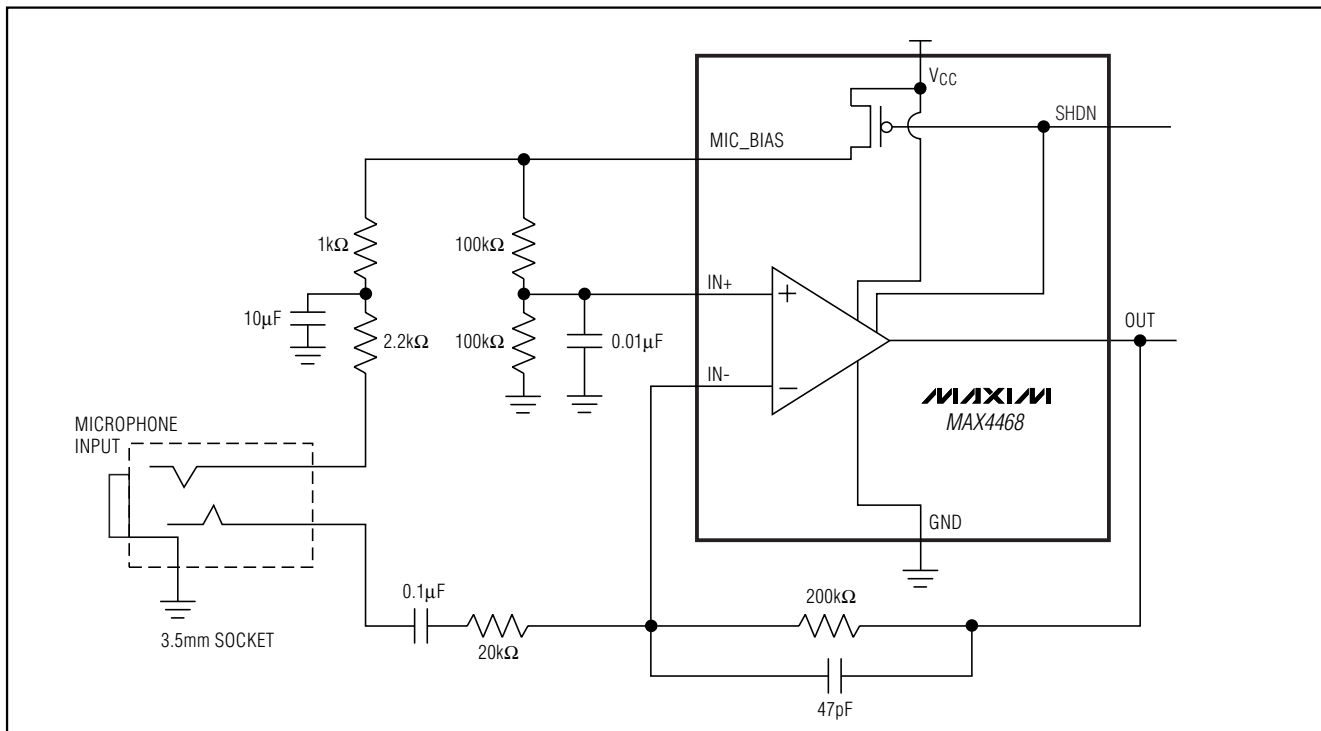 VCC
SHDN
MIC_BIAS
1kΩ
100kΩ
IN+
10µF
2.2kΩ
100kΩ
0.01µF
OUT
IN-
MAXIM
MAX4468
MICROPHONE
INPUT
GND
0.1µF
200kΩ
20kΩ
3.5mm SOCKET
47pF